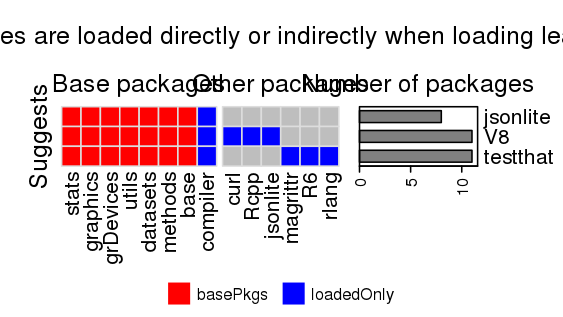 es are loaded directly or indirectly when loading lea
Base packages
Other packages
Number of packages
Suggests
jsonlite
V8
testthat
stats
graphics
grDevices
utils
datasets
methods
base
compiler
curl
Rcpp
jsonlite
magrittr
R6
rlang
0
5
10
basePkgs
loadedOnly